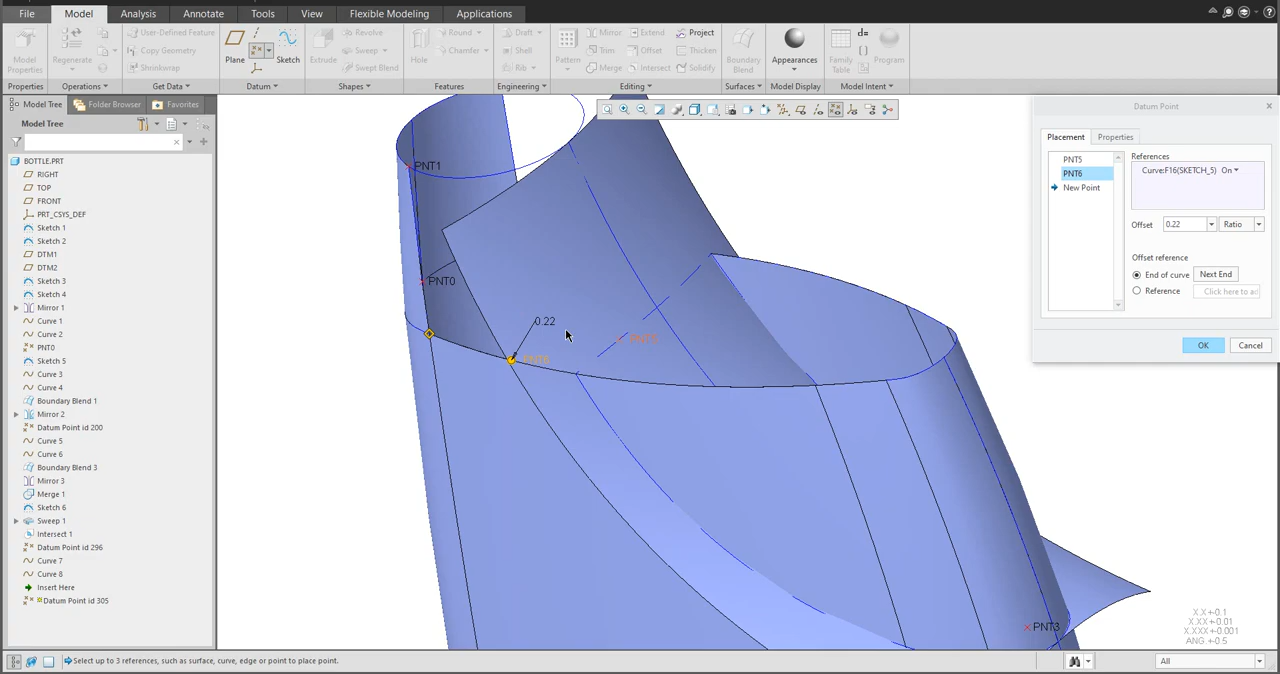 File Model Analysis Annotate Tools View Flexible Modeling Applications
User-Defined Feature Revolve Round Draft Mirror Extend Project d=
Copy Geometry Sweep Chamfer Shell Trim Offset Thicken
Model Properties Regenerate Shrinkwrap Plane Sketch Extrude Swept Blend Hole Rib Pattern Merge Intersect Solidify Boundary Blend Appearances Family Table Program
Properties Operations Get Data Datum Shapes Features Engineering Editing Surfaces Model Display Model Intent
Model Tree Folder Browser Favorites
Model Tree
BOTTLE.PRT
RIGHT
TOP
FRONT
PRT_CSYS_DEF
Sketch 1
Sketch 2
DTM1
DTM2
Sketch 3
Sketch 4
Mirror 1
Curve 1
Curve 2
PNT0
Sketch 5
Curve 3
Curve 4
Boundary Blend 1
Mirror 2
Datum Point id 200
Curve 5
Curve 6
Boundary Blend 3
Mirror 3
Merge 1
Sketch 6
Sweep 1
Intersect 1
Datum Point id 296
Curve 7
Curve 8
Insert Here
Datum Point id 305
PNT1
PNT0
0.22
PNT6
PNT3
X.X +-0.1
X.XX +-0.01
X.XXX +-0.001
ANG. +-0.5
Datum Point
Placement Properties
PNT5
PNT6
New Point
References
Curve:F16(SKETCH_5) On
Offset 0.22 Ratio
Offset reference
End of curve Next End
Reference Click here to ad
OK Cancel
Select up to 3 references, such as surface, curve, edge or point to place point.
All